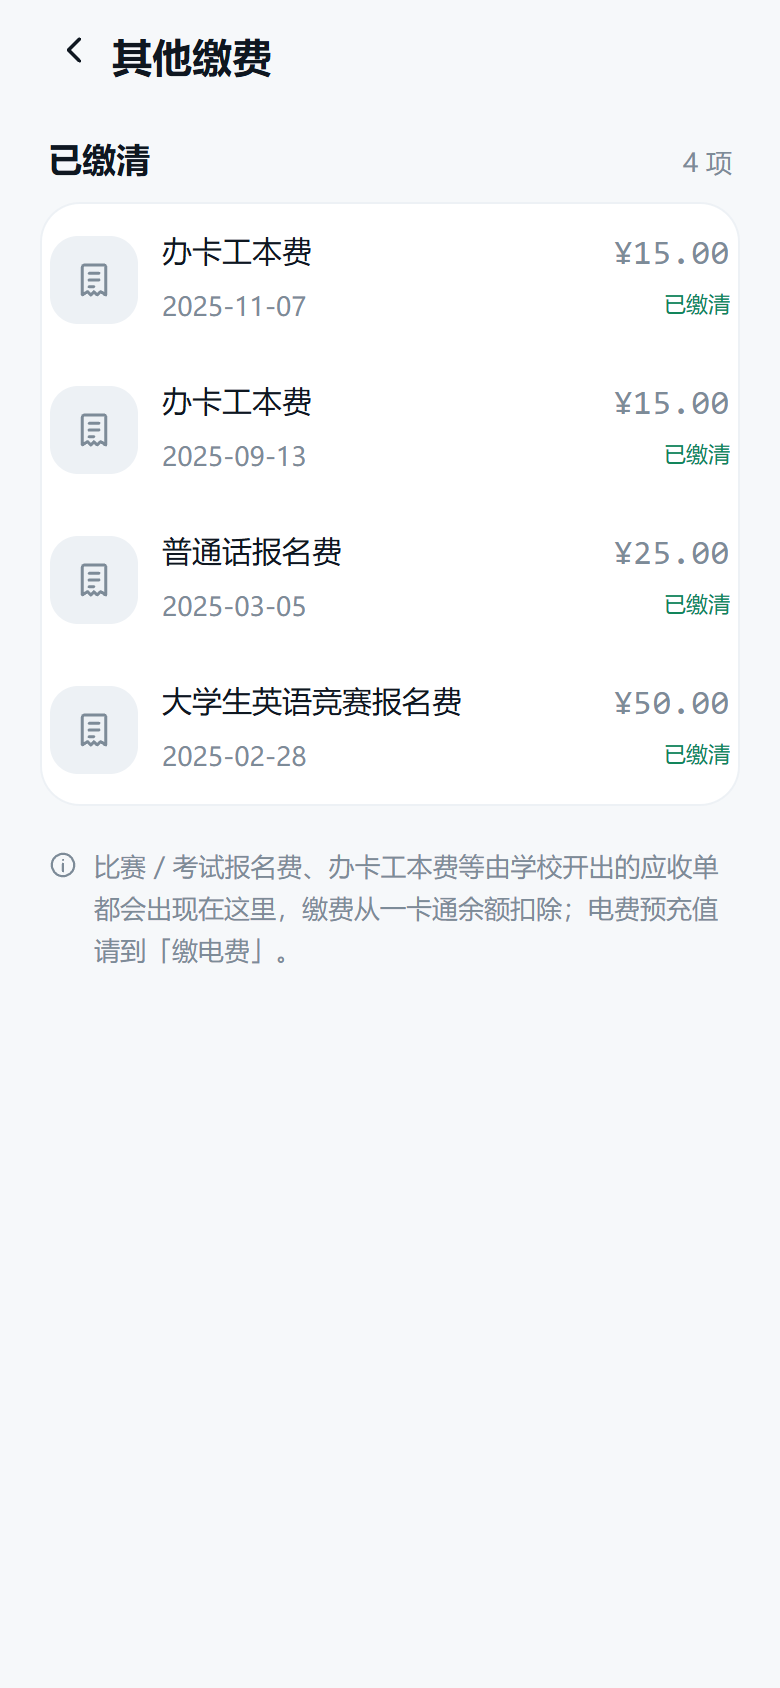 其他缴费
已缴清
4 项
办卡工本费
¥15.00
2025-11-07
已缴清
办卡工本费
¥15.00
2025-09-13
已缴清
普通话报名费
¥25.00
2025-03-05
已缴清
大学生英语竞赛报名费
¥50.00
2025-02-28
已缴清
比赛 / 考试报名费、办卡工本费等由学校开出的应收单
都会出现在这里，缴费从一卡通余额扣除；电费预充值
请到「缴电费」。